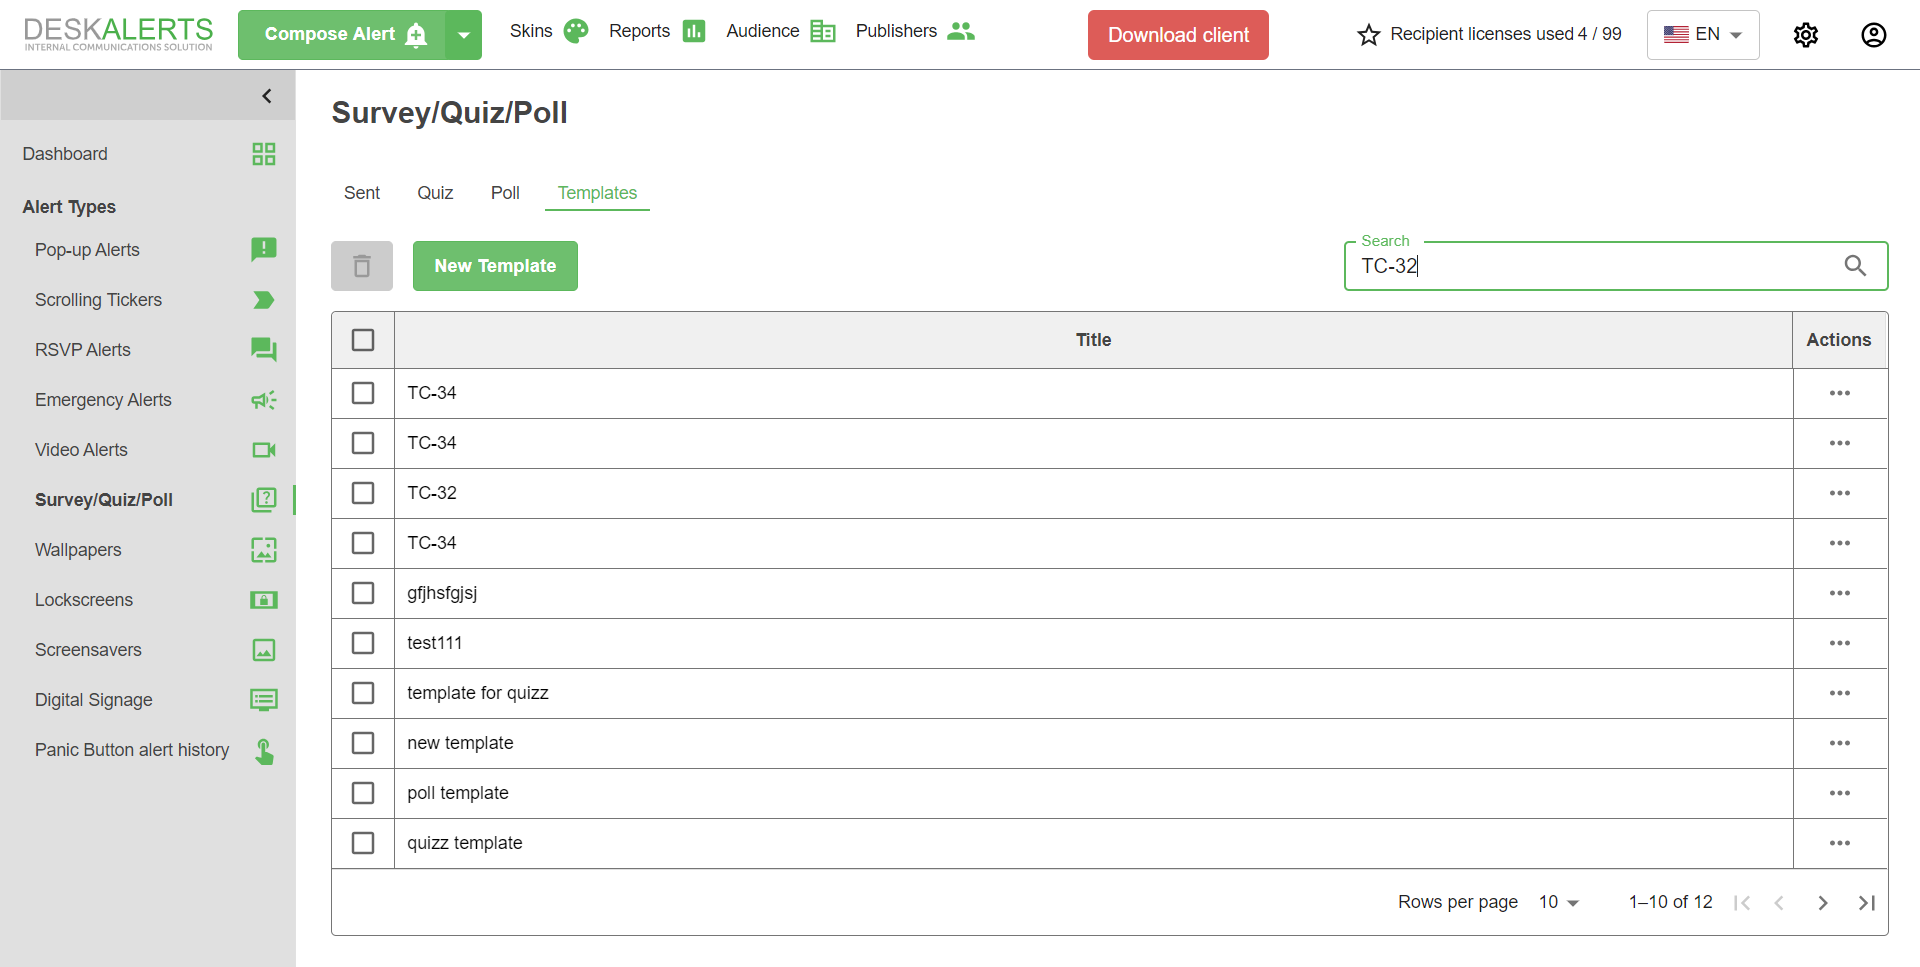 DESKALERTS
INTERNAL COMMUNICATIONS SOLUTION
Compose Alert
Skins
Reports
Audience
Publishers
Download client
Recipient licenses used 4 / 99
EN
Dashboard
Alert Types
Pop-up Alerts
Scrolling Tickers
RSVP Alerts
Emergency Alerts
Video Alerts
Survey/Quiz/Poll
Wallpapers
Lockscreens
Screensavers
Digital Signage
Panic Button alert history
Survey/Quiz/Poll
Sent
Quiz
Poll
Templates
New Template
Search
TC-32
Title
Actions
TC-34
TC-34
TC-32
TC-34
gfjhsfgjsj
test111
template for quizz
new template
poll template
quizz template
Rows per page
10
1–10 of 12